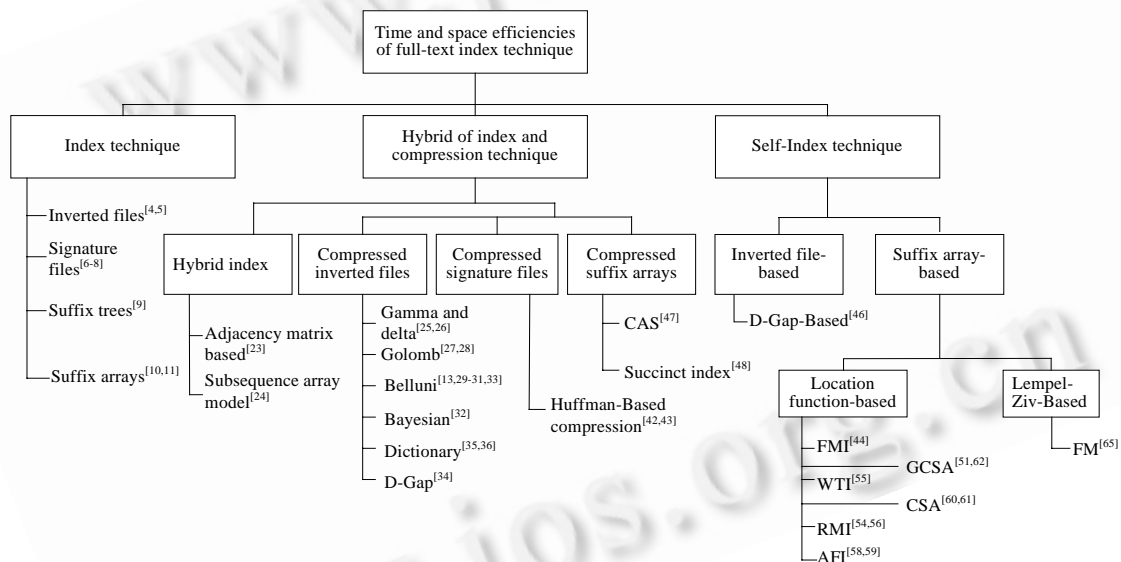 Time and space efficiencies
of full-text index technique
Index technique
Hybrid of index and
compression technique
Self-Index technique
Inverted files[4,5]
Signature
files[6-8]
Suffix trees[9]
Suffix arrays[10,11]
Hybrid index
Adjacency matrix
based[23]
Subsequence array
model[24]
Compressed
inverted files
Gamma and
delta[25,26]
Golomb[27,28]
Belluni[13,29-31,33]
Bayesian[32]
Dictionary[35,36]
D-Gap[34]
Compressed
signature files
Huffman-Based
compression[42,43]
Compressed
suffix arrays
CAS[47]
Succinct index[48]
Inverted file-
based
D-Gap-Based[46]
Suffix array-
based
Location
function-based
FMI[44]
GCSA[51,62]
WTI[55]
CSA[60,61]
RMI[54,56]
AFI[58,59]
Lempel-
Ziv-Based
FM[65]